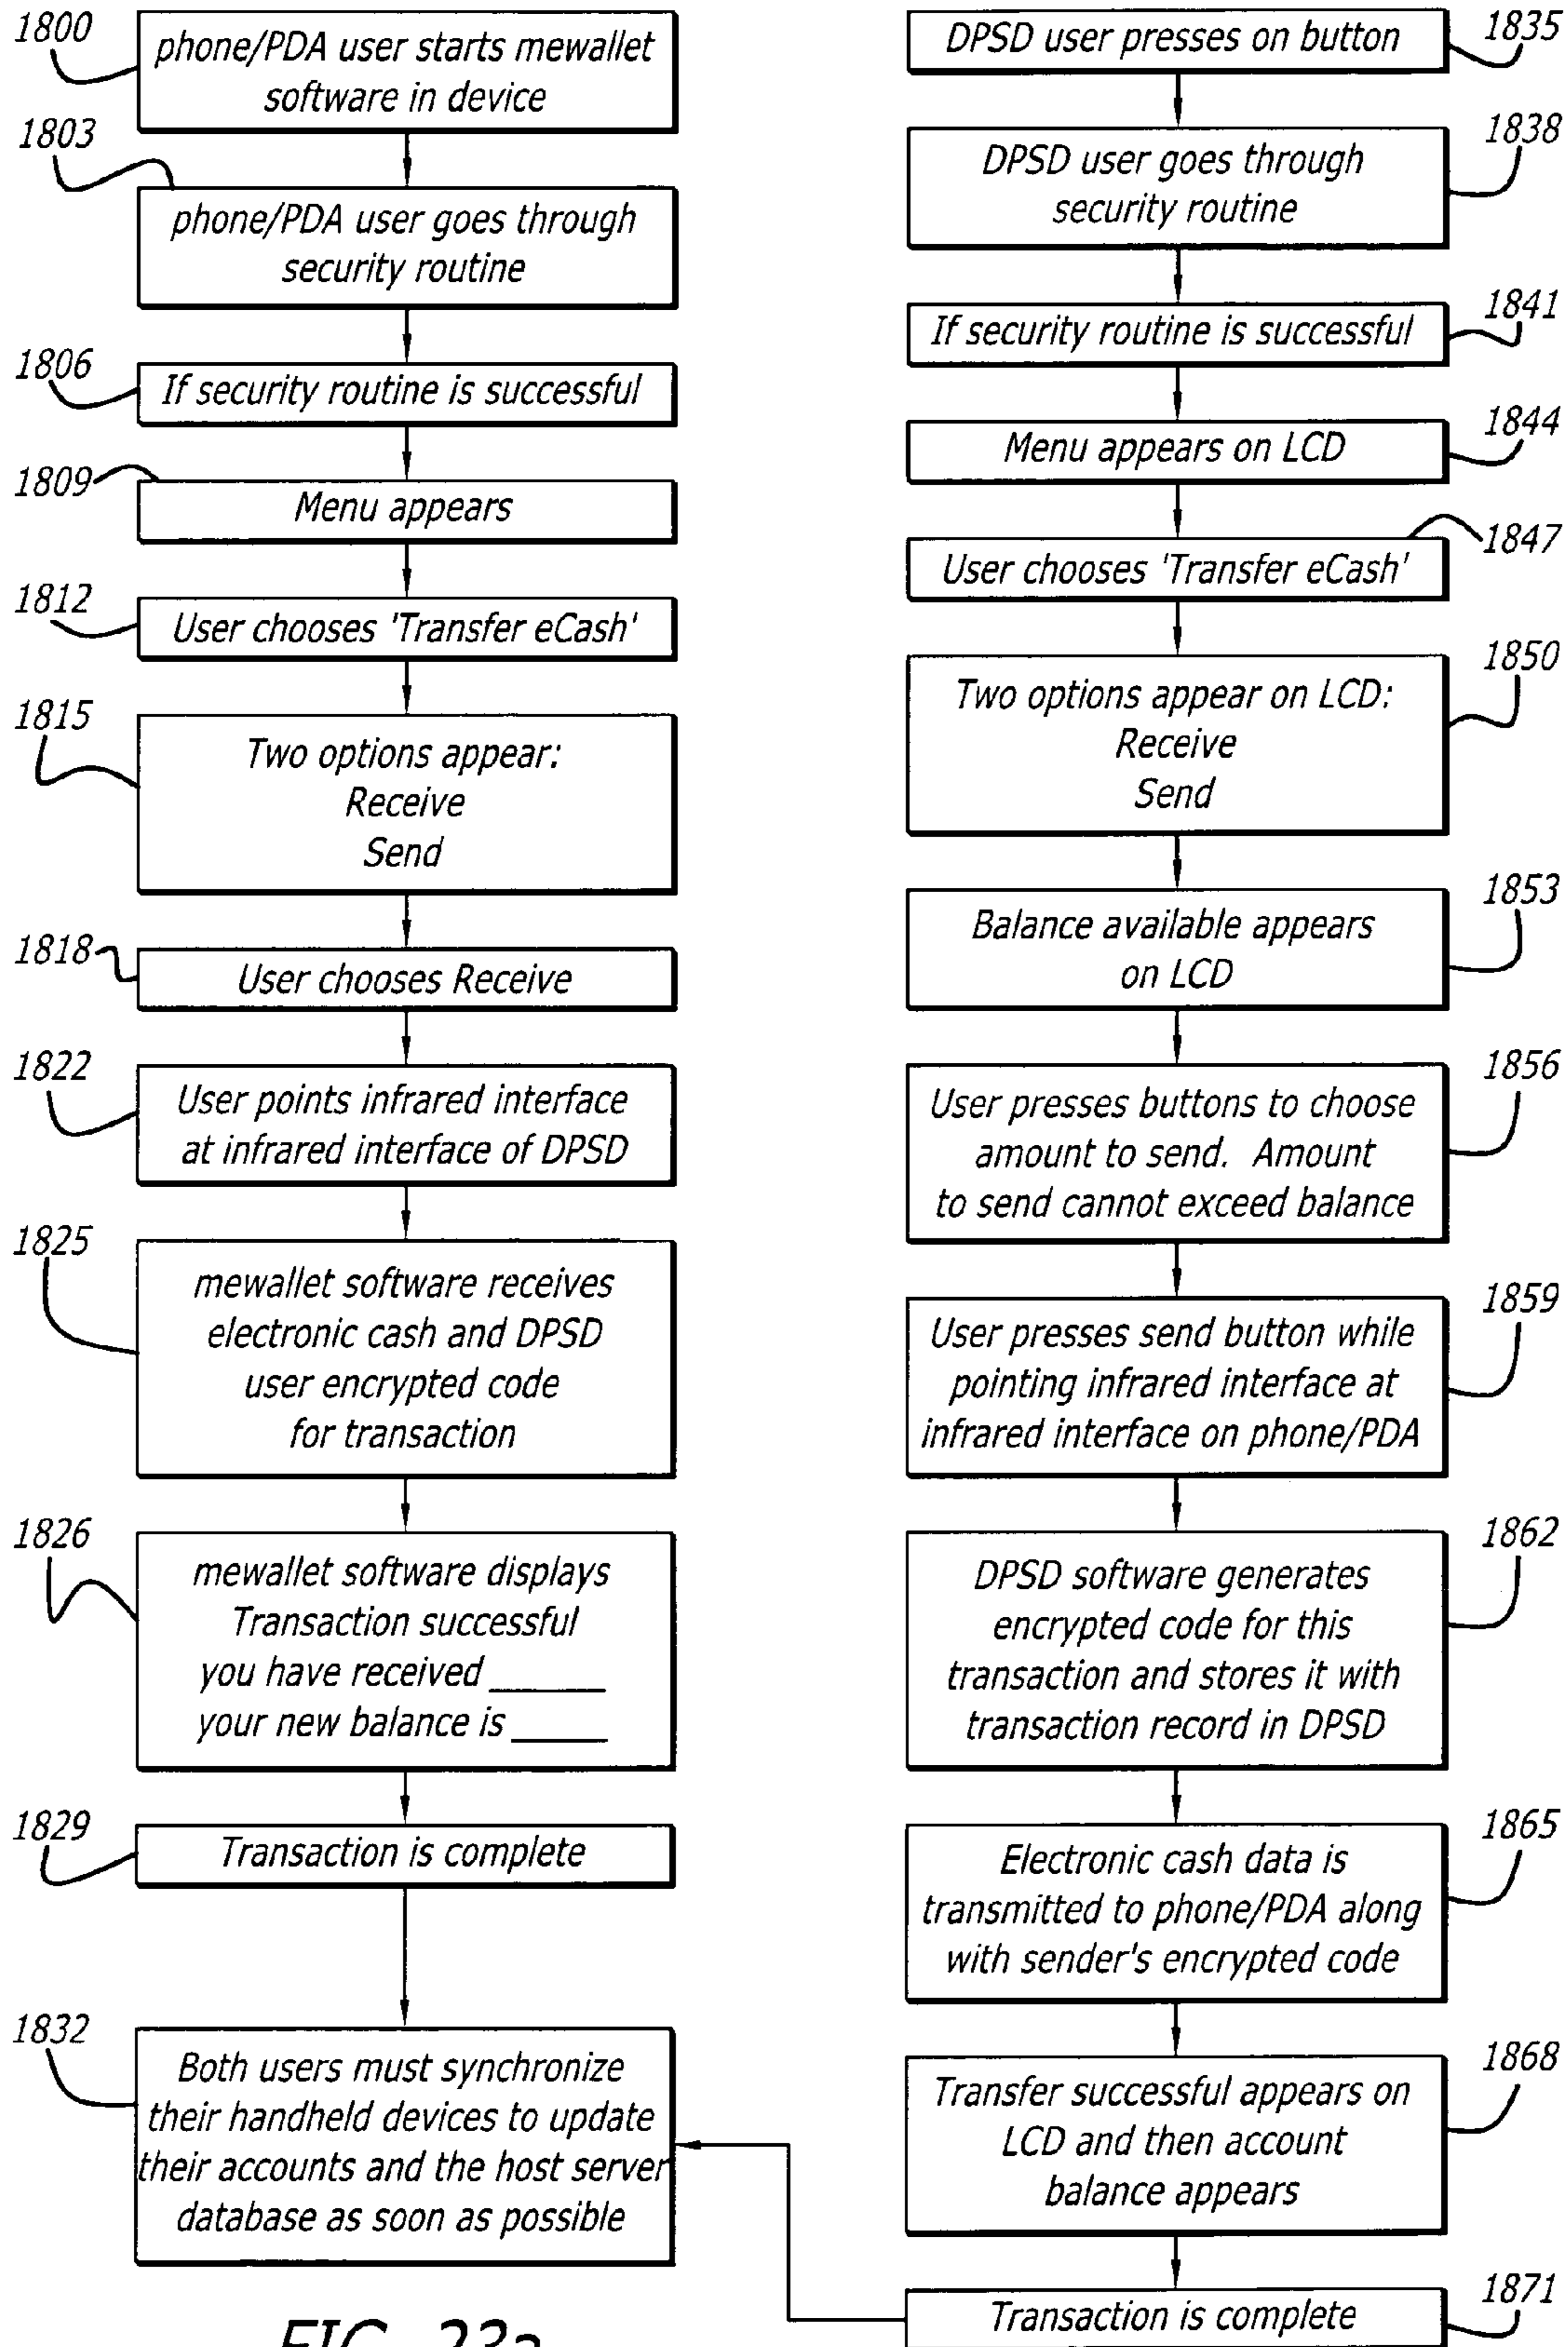 1800
phone/PDA user starts mewallet
software in device
1803
phone/PDA user goes through
security routine
1806
If security routine is successful
1809
Menu appears
1812
User chooses 'Transfer eCash'
1815
Two options appear:
Receive
Send
1818
User chooses Receive
1822
User points infrared interface
at infrared interface of DPSD
1825
mewallet software receives
electronic cash and DPSD
user encrypted code
for transaction
1826
mewallet software displays
Transaction successful
you have received ______
your new balance is _____
1829
Transaction is complete
1832
Both users must synchronize
their handheld devices to update
their accounts and the host server
database as soon as possible
DPSD user presses on button
1835
DPSD user goes through
security routine
1838
If security routine is successful
1841
Menu appears on LCD
1844
User chooses 'Transfer eCash'
1847
Two options appear on LCD:
Receive
Send
1850
Balance available appears
on LCD
1853
User presses buttons to choose
amount to send. Amount
to send cannot exceed balance
1856
User presses send button while
pointing infrared interface at
infrared interface on phone/PDA
1859
DPSD software generates
encrypted code for this
transaction and stores it with
transaction record in DPSD
1862
Electronic cash data is
transmitted to phone/PDA along
with sender's encrypted code
1865
Transfer successful appears on
LCD and then account
balance appears
1868
Transaction is complete
1871
FIG. 23a